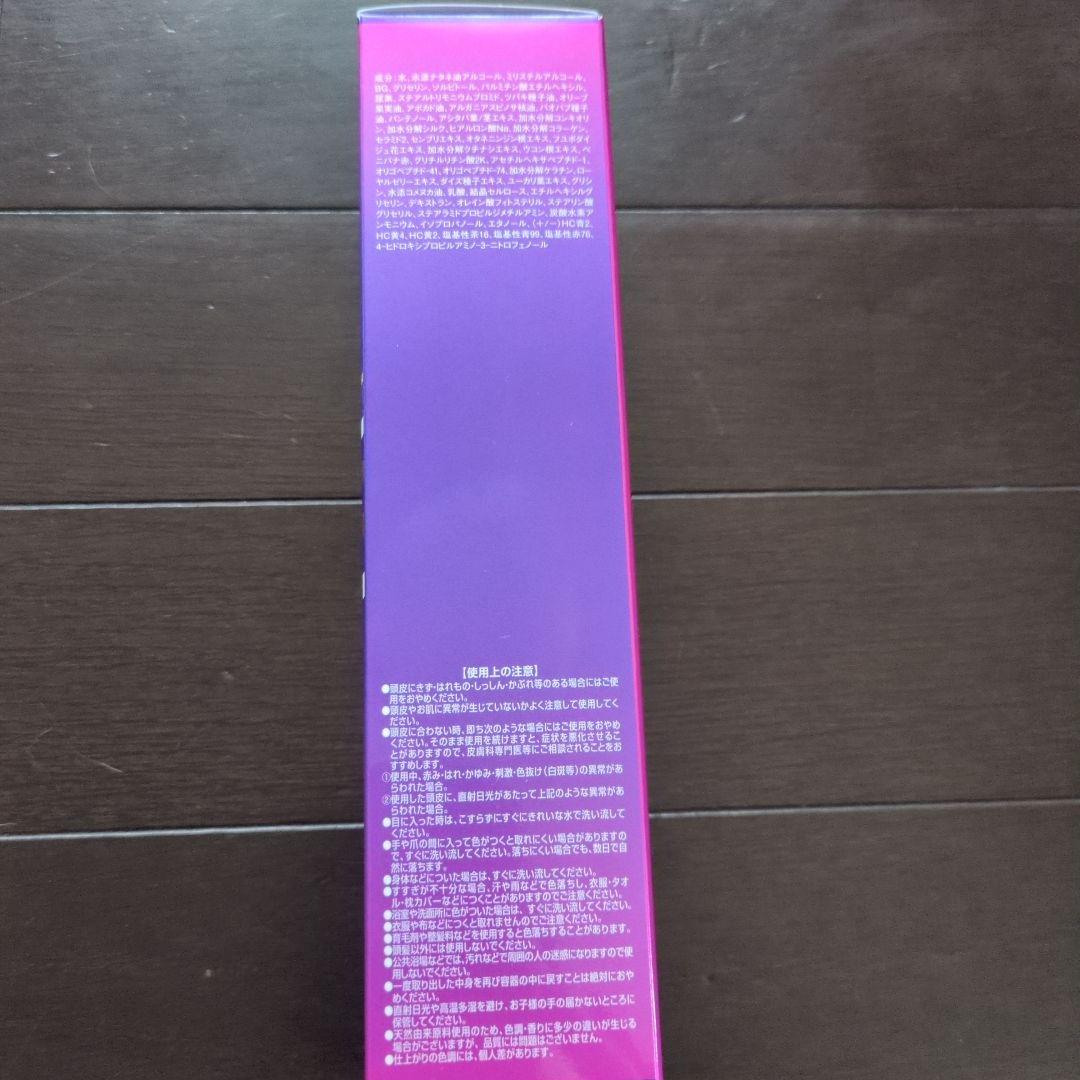 成分：水、水添ナタネ油アルコール、ミリスチルアルコール、
BG、グリセリン、ソルビトール、パルミチン酸エチルヘキシル、
尿素、ステアルトリモニウムブロミド、ツバキ種子油、オリーブ
果実油、アボカド油、アルガニアスピノサ核油、バオバブ種子
油、パンテノール、アシタバ葉/茎エキス、加水分解コンキオリ
ン、加水分解シルク、ヒアルロン酸Na、加水分解コラーゲン、
セラミド2、センブリエキス、オタネニンジン根エキス、フユボダイ
ジュ花エキス、加水分解クチナシエキス、ウコン根エキス、ベ
ニバナ赤、グリチルリチン酸2K、アセチルヘキサペプチド-1、
オリゴペプチド-41、オリゴペプチド-74、加水分解ケラチン、ロー
ヤルゼリーエキス、ダイズ種子エキス、ユーカリ葉エキス、グリシ
ン、水添コメヌカ油、乳酸、結晶セルロース、エチルヘキシルグ
リセリン、デキストラン、オレイン酸フィトステリル、ステアリン酸
グリセリル、ステアラミドプロピルジメチルアミン、炭酸水素ア
ンモニウム、イソプロパノール、エタノール、(+/-)HC青2、
HC黄4、HC黄2、塩基性茶16、塩基性青99、塩基性赤76、
4-ヒドロキシプロピルアミノ-3-ニトロフェノール
【使用上の注意】
●頭皮にきず・はれもの・しっしん・かぶれ等のある場合にはご使
用をおやめください。
●頭皮やお肌に異常が生じていないかよく注意して使用してく
ださい。
●頭皮に合わない時、即ち次のような場合にはご使用をおやめ
ください。そのまま使用を続けますと、症状を悪化させるこ
とがありますので、皮膚科専門医等にご相談されることをお
すすめします。
①使用中、赤み・はれ・かゆみ・刺激・色抜け(白斑等)の異常があ
らわれた場合。
②使用した頭皮に、直射日光があたって上記のような異常があ
らわれた場合。
●目に入った時は、こすらずにすぐにきれいな水で洗い流して
ください。
●手や爪の間に入って色がつくと取れにくい場合がありますの
で、すぐに洗い流してください。落ちにくい場合でも、数日で自
然に落ちます。
●身体などについた場合は、すぐに洗い流してください。
●すすぎが不十分な場合、汗や雨などで色落ちし、衣服・タオ
ル・枕カバーなどにつくことがありますのでご注意ください。
●浴室や洗面所に色がついた場合は、すぐに洗い流してください。
●衣服や布などにつくと取れませんのでご注意ください。
●育毛剤や整髪料などを使用すると色落ちすることがあります。
●頭髪以外には使用しないでください。
●公共浴場などでは、汚れなどで周囲の人の迷惑になりますので使
用しないでください。
●一度取り出した中身を再び容器の中に戻すことは絶対におや
めください。
●直射日光や高温多湿を避け、お子様の手の届かないところに
保管してください。
●天然由来原料使用のため、色調・香りに多少の違いが生じる
場合がございますが、品質には問題はございません。
●仕上がりの色調には、個人差があります。